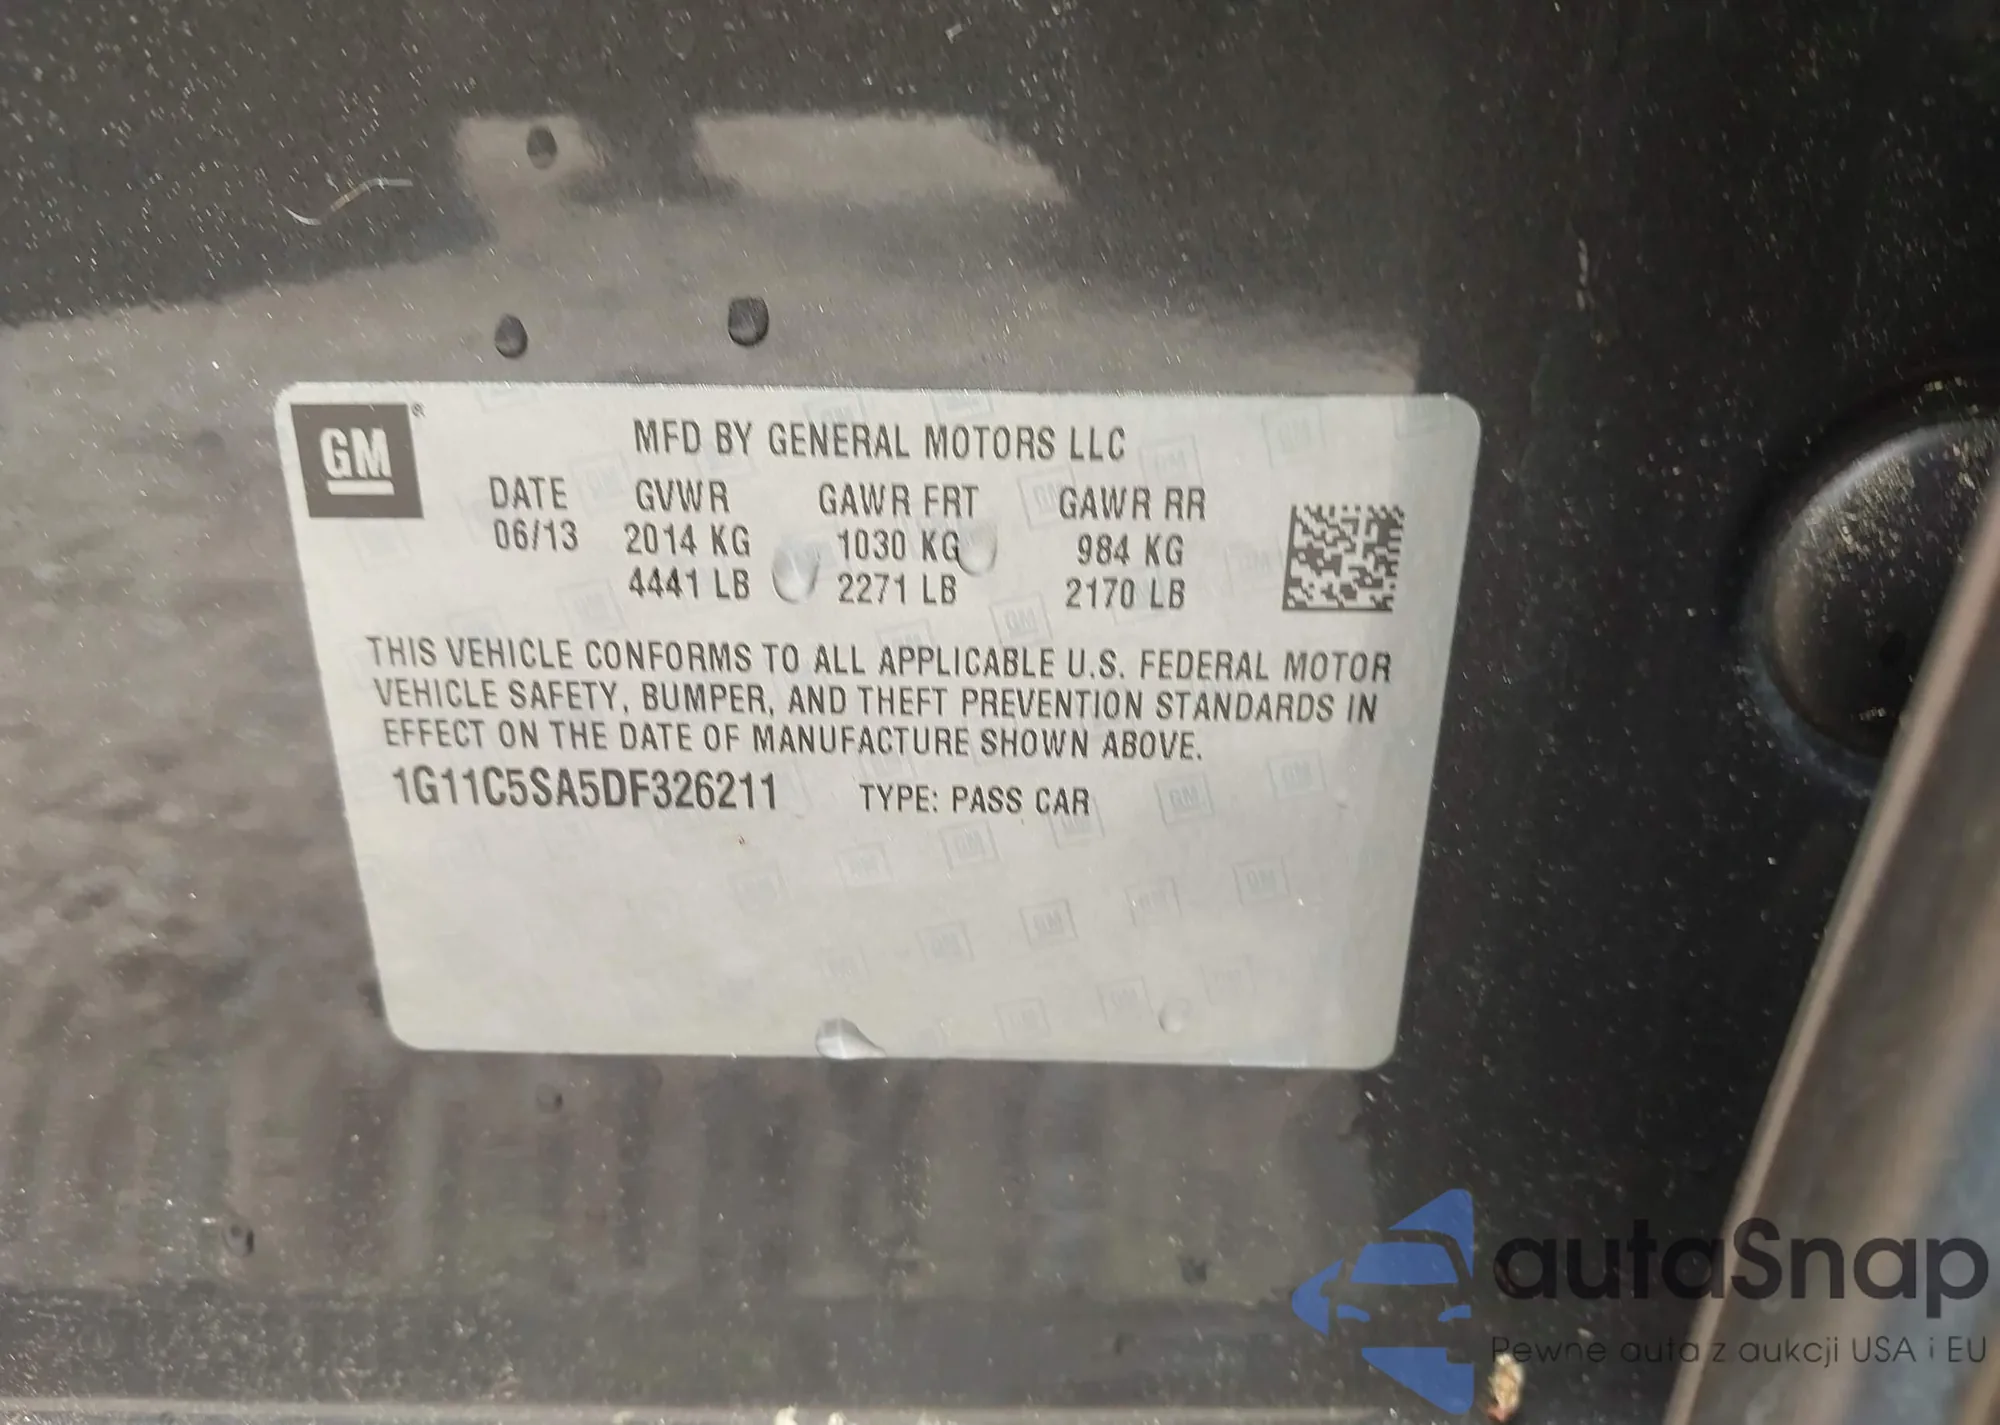 GM ®
MFD BY GENERAL MOTORS LLC
DATE GVWR GAWR FRT GAWR RR
06/13 2014 KG 1030 KG 984 KG
4441 LB 2271 LB 2170 LB
THIS VEHICLE CONFORMS TO ALL APPLICABLE U.S. FEDERAL MOTOR
VEHICLE SAFETY, BUMPER, AND THEFT PREVENTION STANDARDS IN
EFFECT ON THE DATE OF MANUFACTURE SHOWN ABOVE.
1G11C5SA5DF326211 TYPE: PASS CAR
autaSnap
Pewne auta z aukcji USA i EU